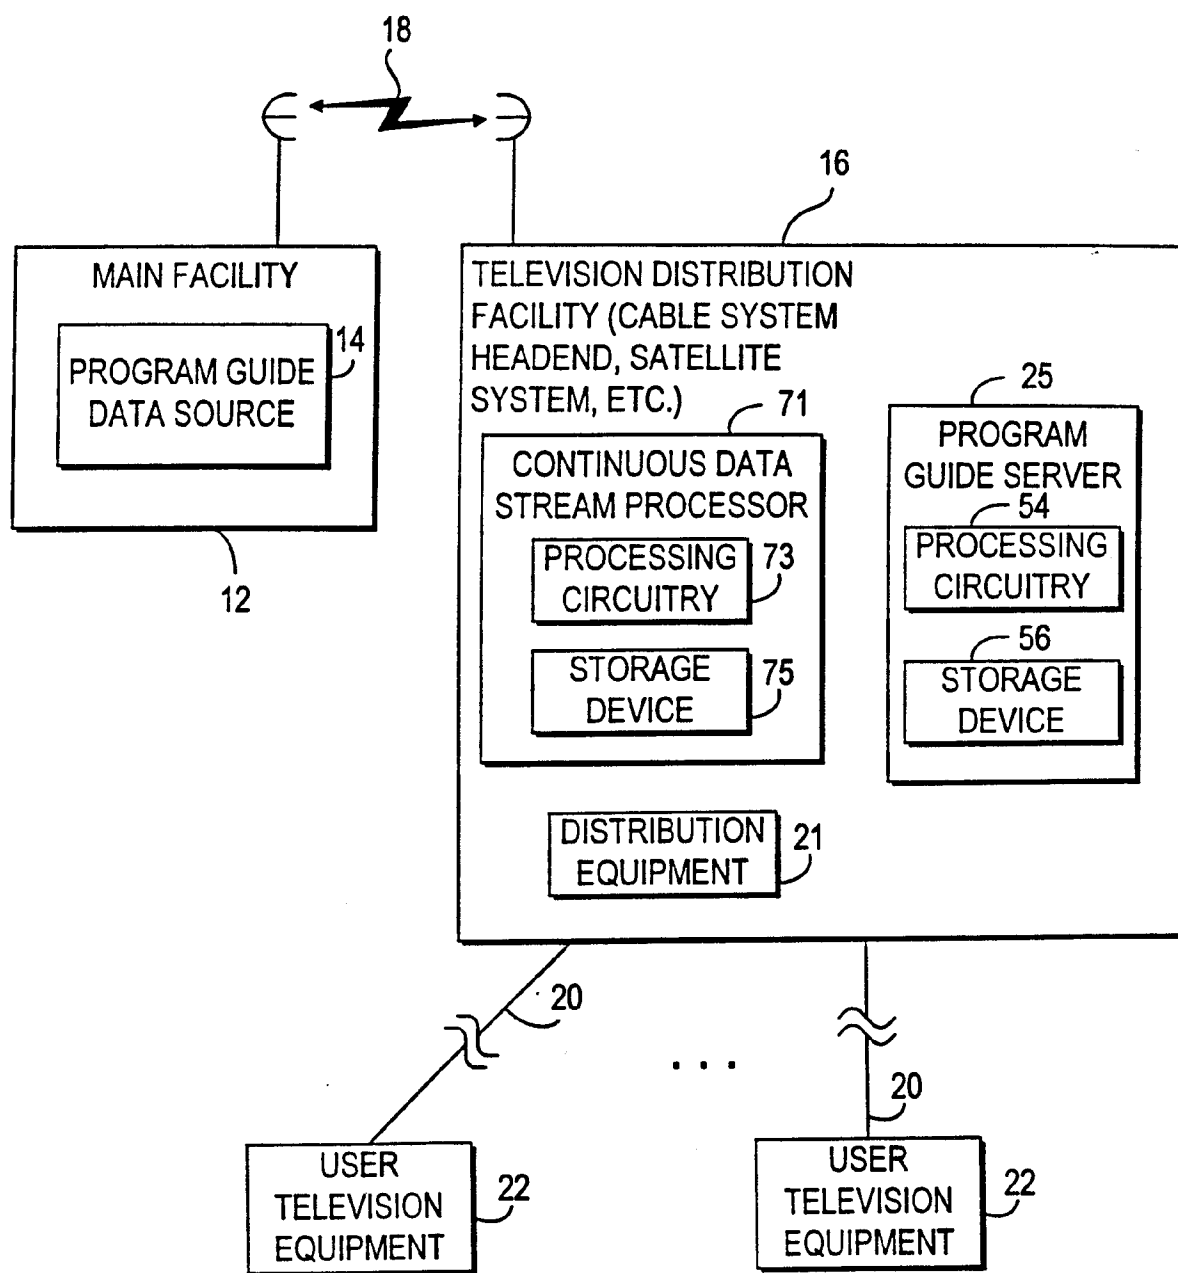 18
16
MAIN FACILITY
14
PROGRAM GUIDE
DATA SOURCE
12
TELEVISION DISTRIBUTION
FACILITY (CABLE SYSTEM
HEADEND, SATELLITE
SYSTEM, ETC.)
71
CONTINUOUS DATA
STREAM PROCESSOR
PROCESSING
CIRCUITRY
73
STORAGE
DEVICE
75
25
PROGRAM
GUIDE SERVER
54
PROCESSING
CIRCUITRY
56
STORAGE
DEVICE
DISTRIBUTION
EQUIPMENT
21
20
. . .
20
USER
TELEVISION
EQUIPMENT
22
USER
TELEVISION
EQUIPMENT
22